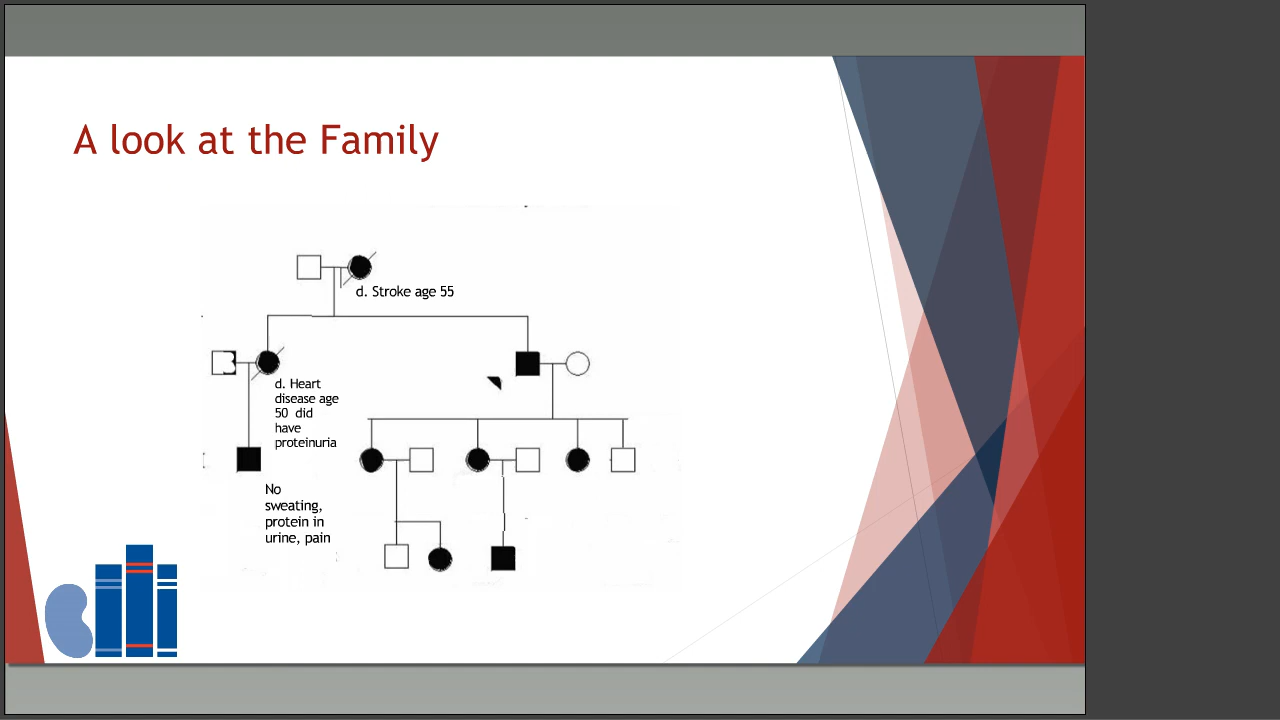 A look at the Family
d. Stroke age 55
d. Heart
disease age
50 did
have
proteinuria
No
sweating,
protein in
urine, pain